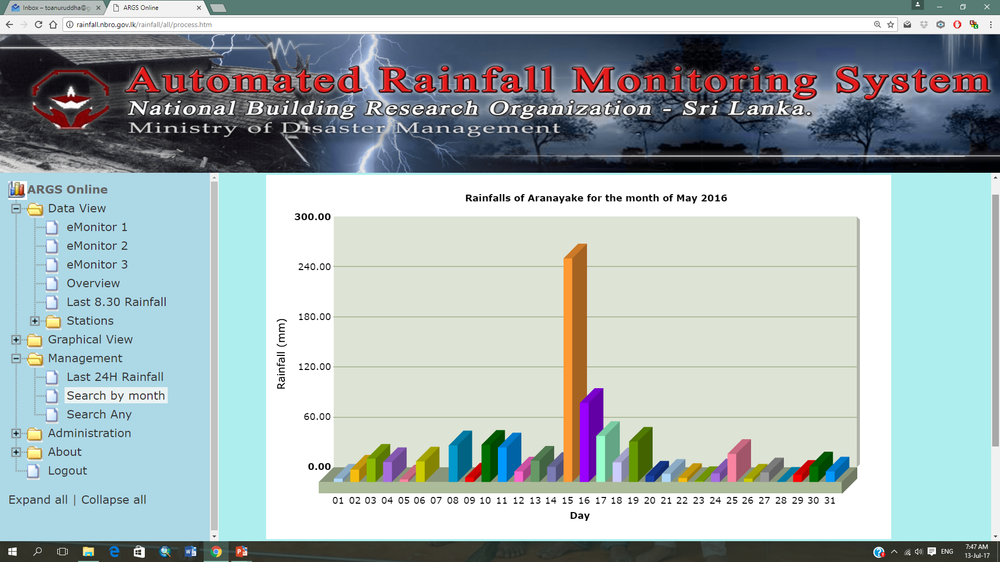 Inbox – toanuruddha@g
ARGS Online
rainfall.nbro.gov.lk/rainfall/all/process.htm
Automated Rainfall Monitoring System
National Building Research Organization - Sri Lanka.
Ministry of Disaster Management
ARGS Online
Data View
eMonitor 1
eMonitor 2
eMonitor 3
Overview
Last 8.30 Rainfall
Stations
Graphical View
Management
Last 24H Rainfall
Search by month
Search Any
Administration
About
Logout
Expand all | Collapse all
Rainfalls of Aranayake for the month of May 2016
300.00
240.00
180.00
120.00
60.00
0.00
Rainfall (mm)
01 02 03 04 05 06 07 08 09 10 11 12 13 14 15 16 17 18 19 20 21 22 23 24 25 26 27 28 29 30 31
Day
ENG
7:47 AM
13-Jul-17